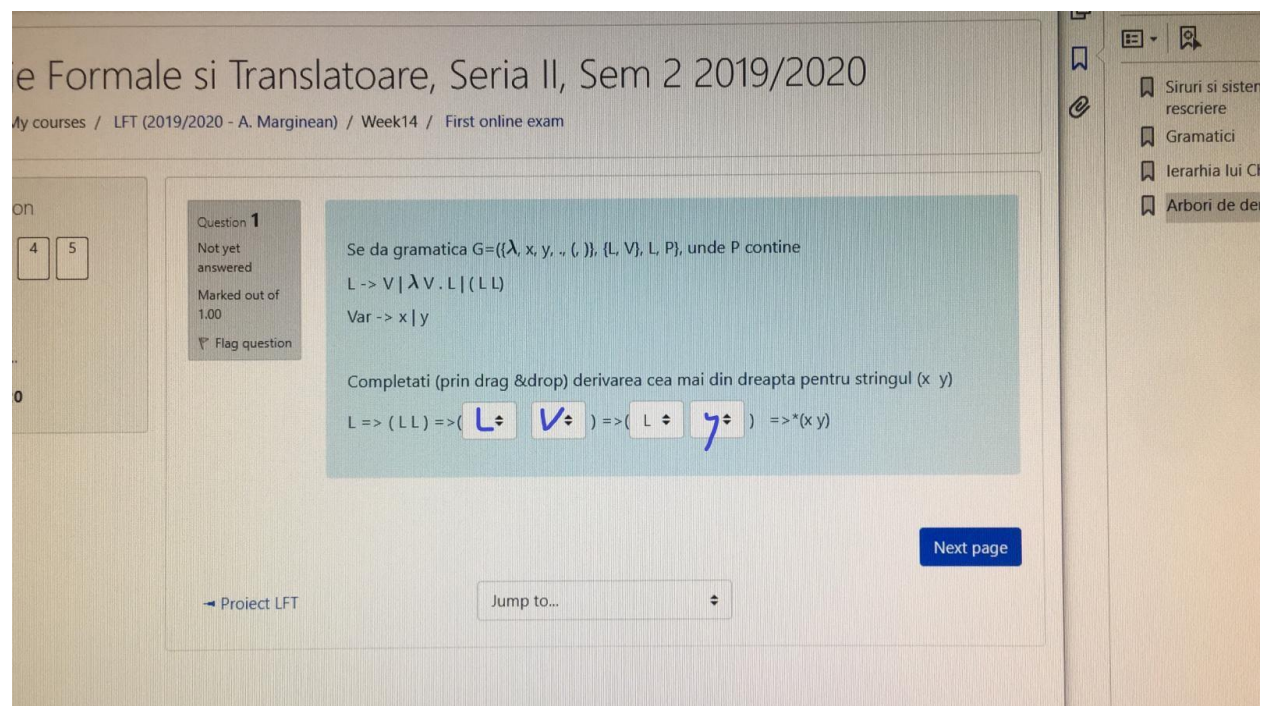 e Formale si Translatoare, Seria II, Sem 2 2019/2020
My courses / LFT (2019/2020 - A. Marginean) / Week14 / First online exam
on
4 5
0
Question 1
Not yet
answered
Marked out of
1.00
Flag question
Se da gramatica G=({λ, x, y, ., (, )}, {L, V}, L, P}, unde P contine
L -> V | λ V . L | ( L L)
Var -> x | y
Completati (prin drag &drop) derivarea cea mai din dreapta pentru stringul (x y)
L => ( L L ) =>( L V ) =>( L y ) =>*(x y)
Next page
Proiect LFT
Jump to...
Siruri si sister
rescriere
Gramatici
Ierarhia lui Cl
Arbori de de